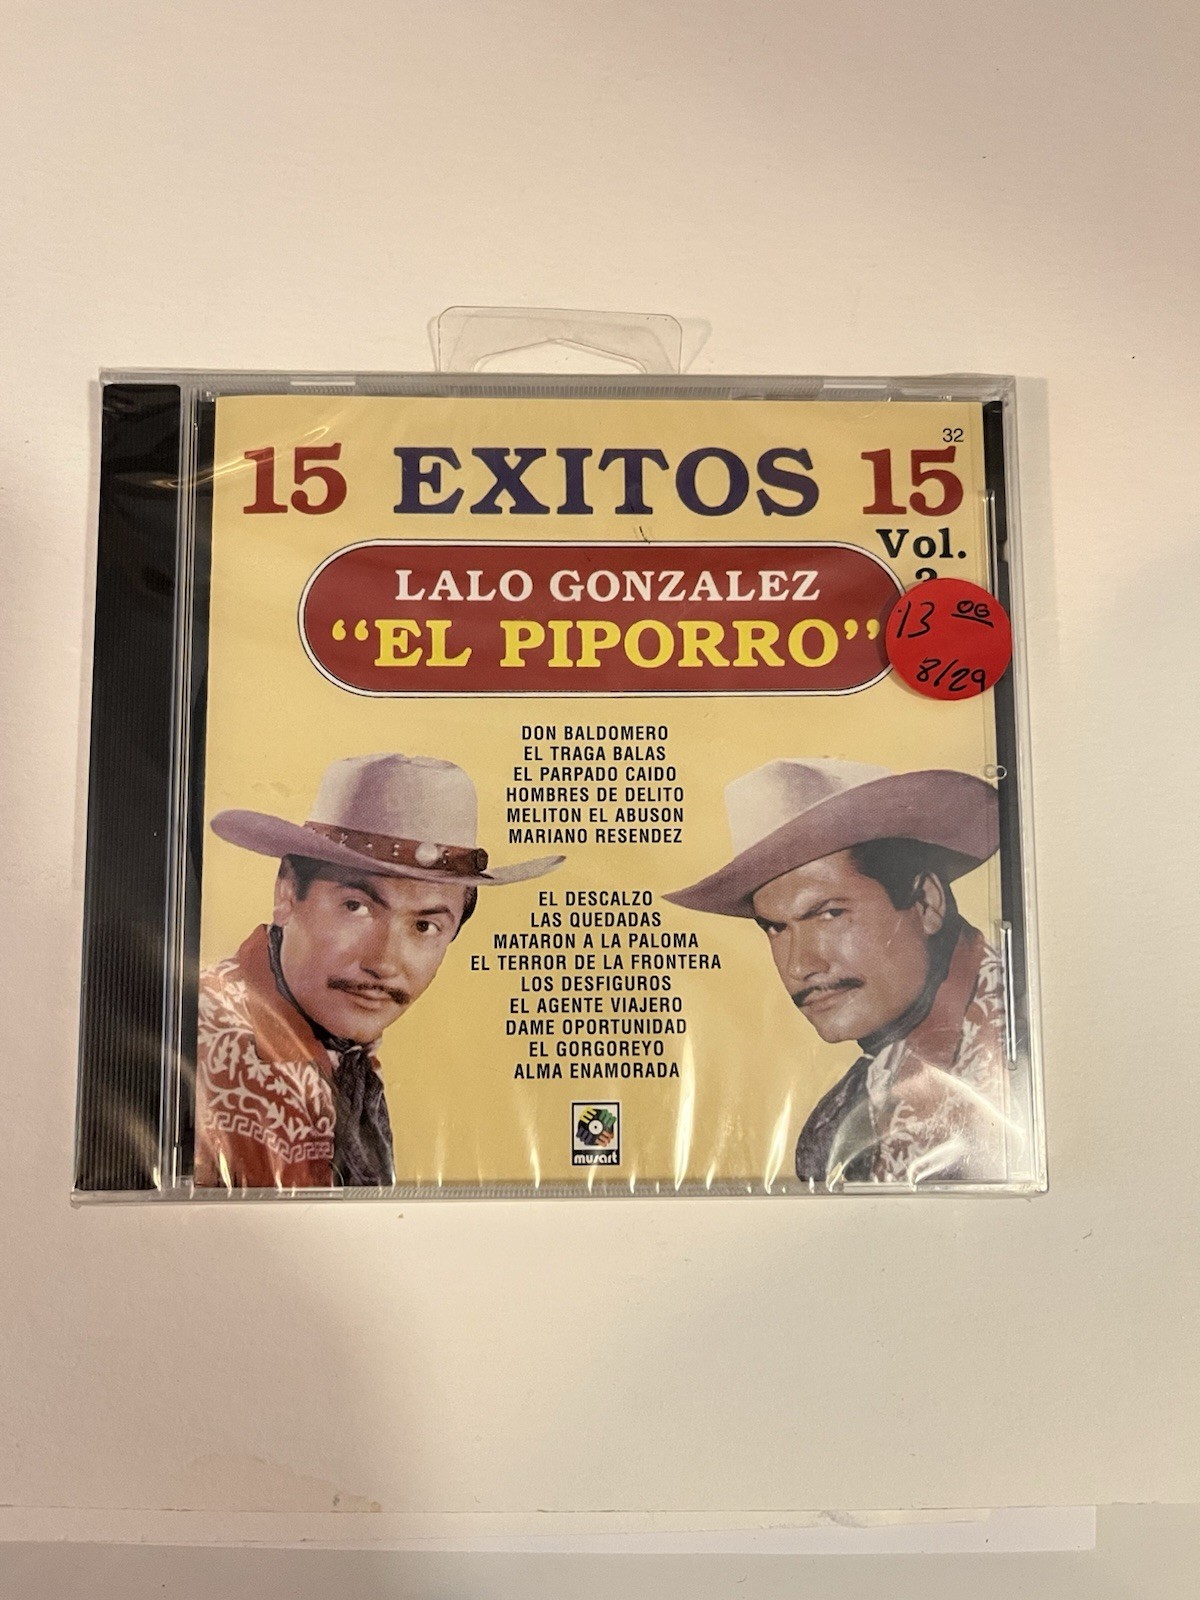 32
15 EXITOS 15
Vol.
LALO GONZALEZ
“EL PIPORRO”
13 06
8/29
DON BALDOMERO
EL TRAGA BALAS
EL PARPADO CAIDO
HOMBRES DE DELITO
MELITON EL ABUSON
MARIANO RESENDEZ
EL DESCALZO
LAS QUEDADAS
MATARON A LA PALOMA
EL TERROR DE LA FRONTERA
LOS DESFIGUROS
EL AGENTE VIAJERO
DAME OPORTUNIDAD
EL GORGOREYO
ALMA ENAMORADA
musart